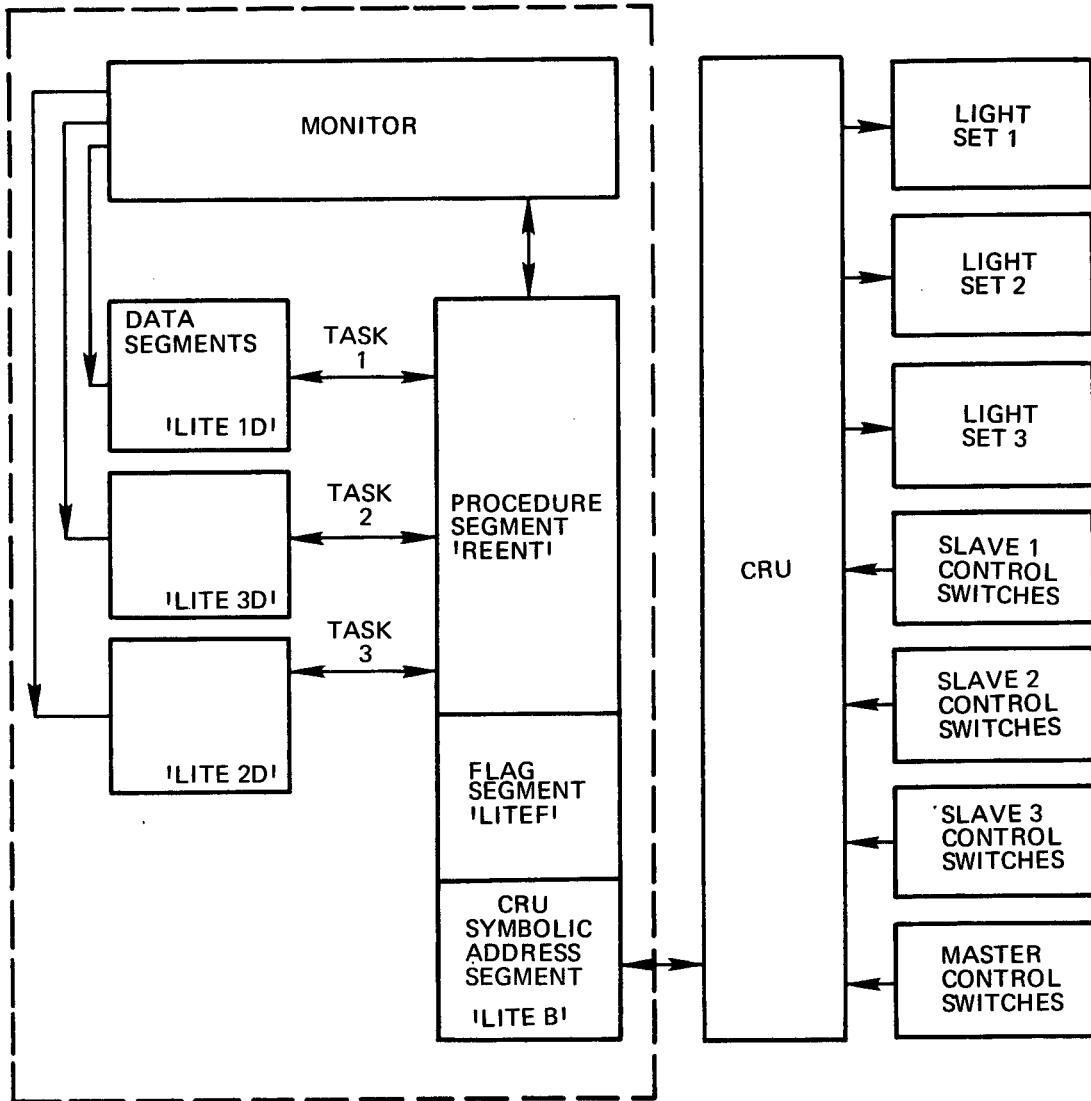 MONITOR
DATA
SEGMENTS
'LITE 1D'
TASK
1
'LITE 3D'
TASK
2
'LITE 2D'
TASK
3
PROCEDURE
SEGMENT
'REENT'
FLAG
SEGMENT
'LITEF'
CRU
SYMBOLIC
ADDRESS
SEGMENT
'LITE B'
CRU
LIGHT
SET 1
LIGHT
SET 2
LIGHT
SET 3
SLAVE 1
CONTROL
SWITCHES
SLAVE 2
CONTROL
SWITCHES
SLAVE 3
CONTROL
SWITCHES
MASTER
CONTROL
SWITCHES